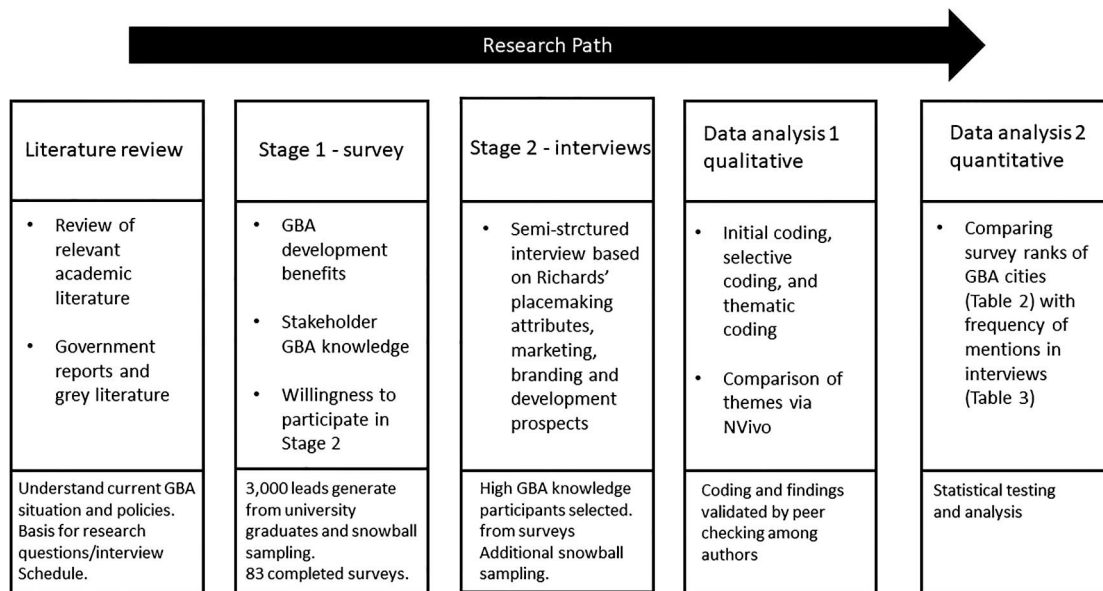 Research Path
Literature review
• Review of
relevant
academic
literature
• Government
reports and
grey literature
Understand current GBA
situation and policies.
Basis for research
questions/interview
Schedule.
Stage 1 - survey
• GBA
development
benefits
• Stakeholder
GBA knowledge
• Willingness to
participate in
Stage 2
3,000 leads generate
from university
graduates and snowball
sampling.
83 completed surveys.
Stage 2 - interviews
• Semi-strctured
interview based
on Richards’
placemaking
attributes,
marketing,
branding and
development
prospects
High GBA knowledge
participants selected.
from surveys
Additional snowball
sampling.
Data analysis 1
qualitative
• Initial coding,
selective
coding, and
thematic
coding
• Comparison of
themes via
NVivo
Coding and findings
validated by peer
checking among
authors
Data analysis 2
quantitative
• Comparing
survey ranks of
GBA cities
(Table 2) with
frequency of
mentions in
interviews
(Table 3)
Statistical testing
and analysis